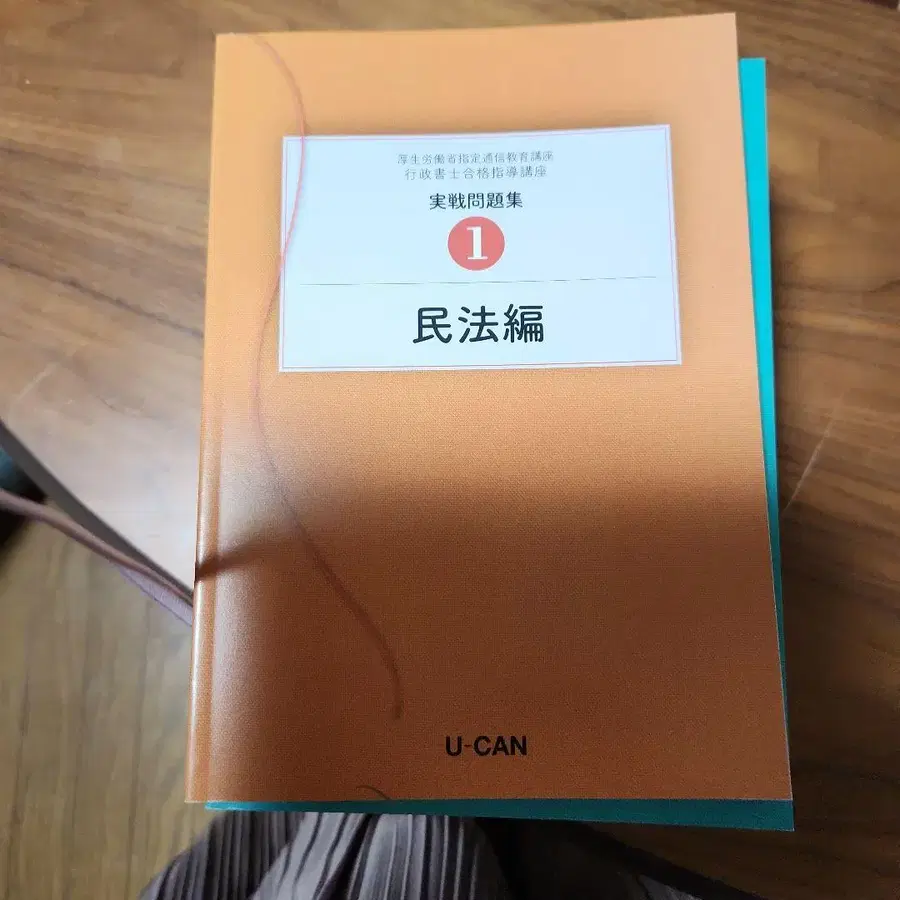 厚生労働省指定通信教育講座
行政書士合格指導講座
実戦問題集
1
民法編
U-CAN